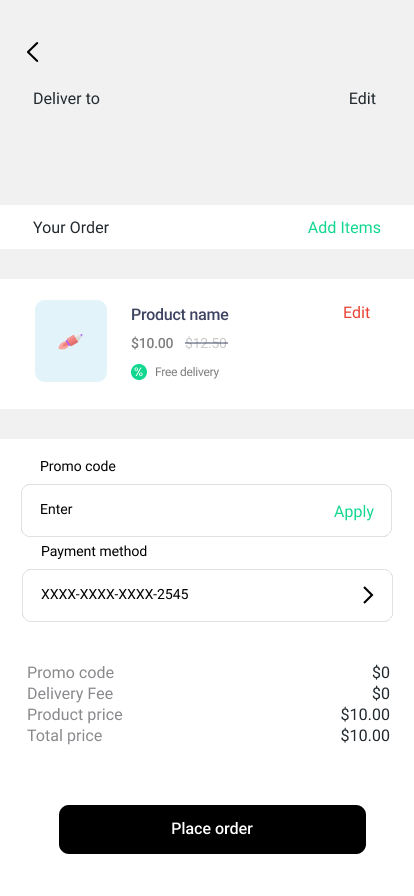 Deliver to Edit
Your Order Add Items
Product name Edit
$10.00 $12.50
% Free delivery
Promo code
Enter Apply
Payment method
XXXX-XXXX-XXXX-2545
Promo code $0
Delivery Fee $0
Product price $10.00
Total price $10.00
Place order